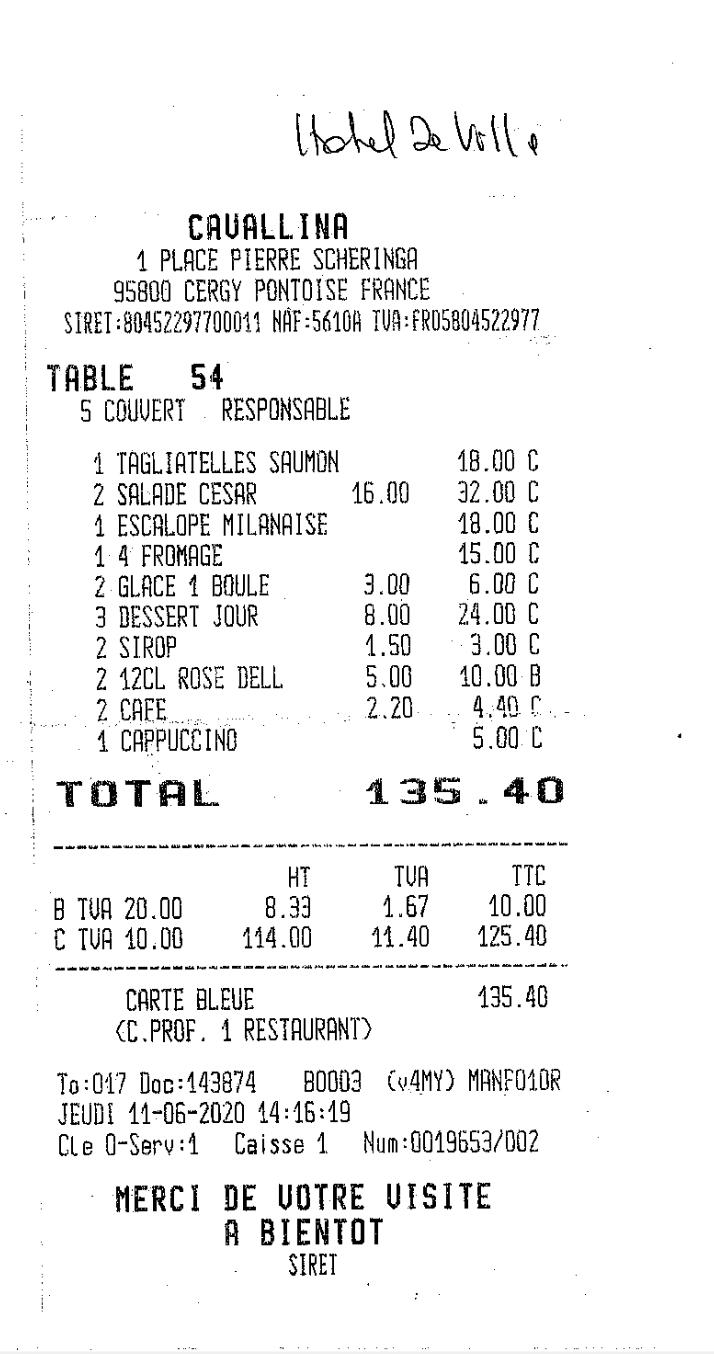 Hotel De Ville
CAVALLINA
1 PLACE PIERRE SCHERINGA
95800 CERGY PONTOISE FRANCE
SIRET:80452297700011 NAF:5610A TVA:FR05804522977
TABLE 54
5 COUVERT RESPONSABLE
1 TAGLIATELLES SAUMON 18.00 C
2 SALADE CESAR 16.00 32.00 C
1 ESCALOPE MILANAISE 18.00 C
1 4 FROMAGE 15.00 C
2 GLACE 1 BOULE 3.00 6.00 C
3 DESSERT JOUR 8.00 24.00 C
2 SIROP 1.50 3.00 C
2 12CL ROSE DELL 5.00 10.00 B
2 CAFE 2.20 4.40 C
1 CAPPUCCINO 5.00 C
TOTAL 135.40
HT TVA TTC
B TVA 20.00 8.33 1.67 10.00
C TVA 10.00 114.00 11.40 125.40
CARTE BLEUE 135.40
(C.PROF. 1 RESTAURANT)
To:017 Doc:143874 B0003 (v4MY) MANF010R
JEUDI 11-06-2020 14:16:19
Cle 0-Serv:1 Caisse 1 Num:0019653/002
MERCI DE VOTRE VISITE
A BIENTOT
SIRET